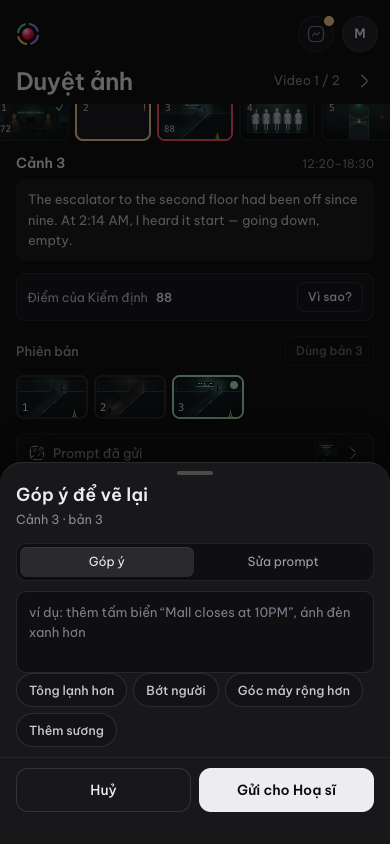 M
Duyệt ảnh
Video 1 / 2
1
72
2
!
3
88
4
5
Cảnh 3
12:20–18:30
The escalator to the second floor had been off since
nine. At 2:14 AM, I heard it start — going down,
empty.
Điểm của Kiểm định 88
Vì sao?
Phiên bản
Dùng bản 3
1
2
3
Prompt đã gửi
Góp ý để vẽ lại
Cảnh 3 · bản 3
Góp ý
Sửa prompt
ví dụ: thêm tấm biển “Mall closes at 10PM”, ánh đèn
xanh hơn
Tông lạnh hơn
Bớt người
Góc máy rộng hơn
Thêm sương
Huỷ
Gửi cho Hoạ sĩ